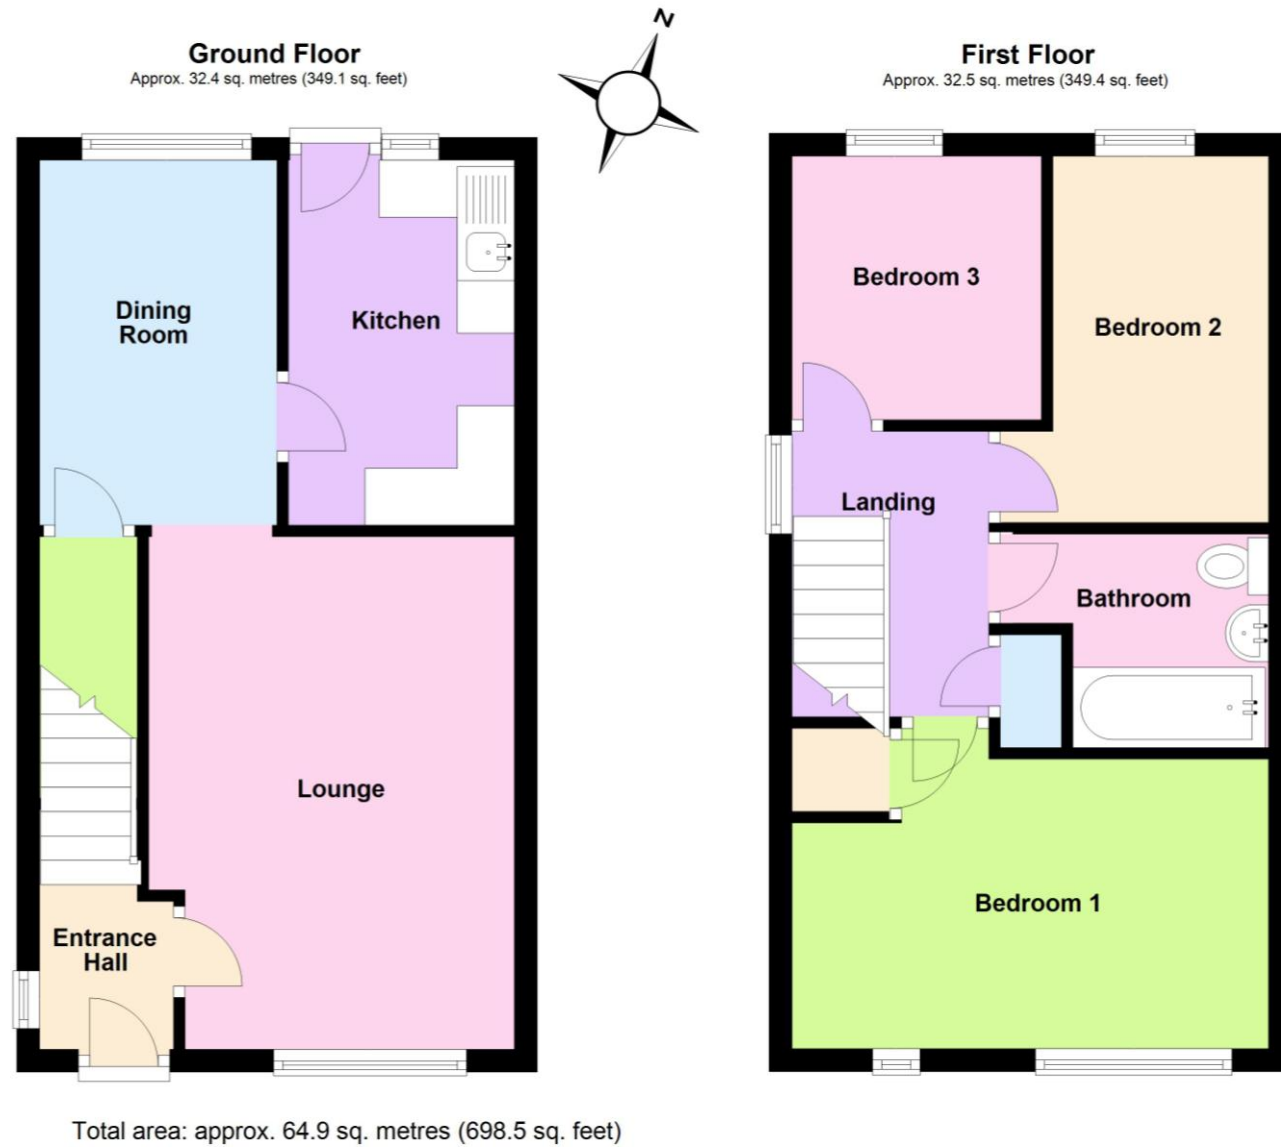 Ground Floor
Approx. 32.4 sq. metres (349.1 sq. feet)
N
First Floor
Approx. 32.5 sq. metres (349.4 sq. feet)
Dining
Room
Kitchen
Lounge
Entrance
Hall
Bedroom 3
Bedroom 2
Landing
Bathroom
Bedroom 1
Total area: approx. 64.9 sq. metres (698.5 sq. feet)